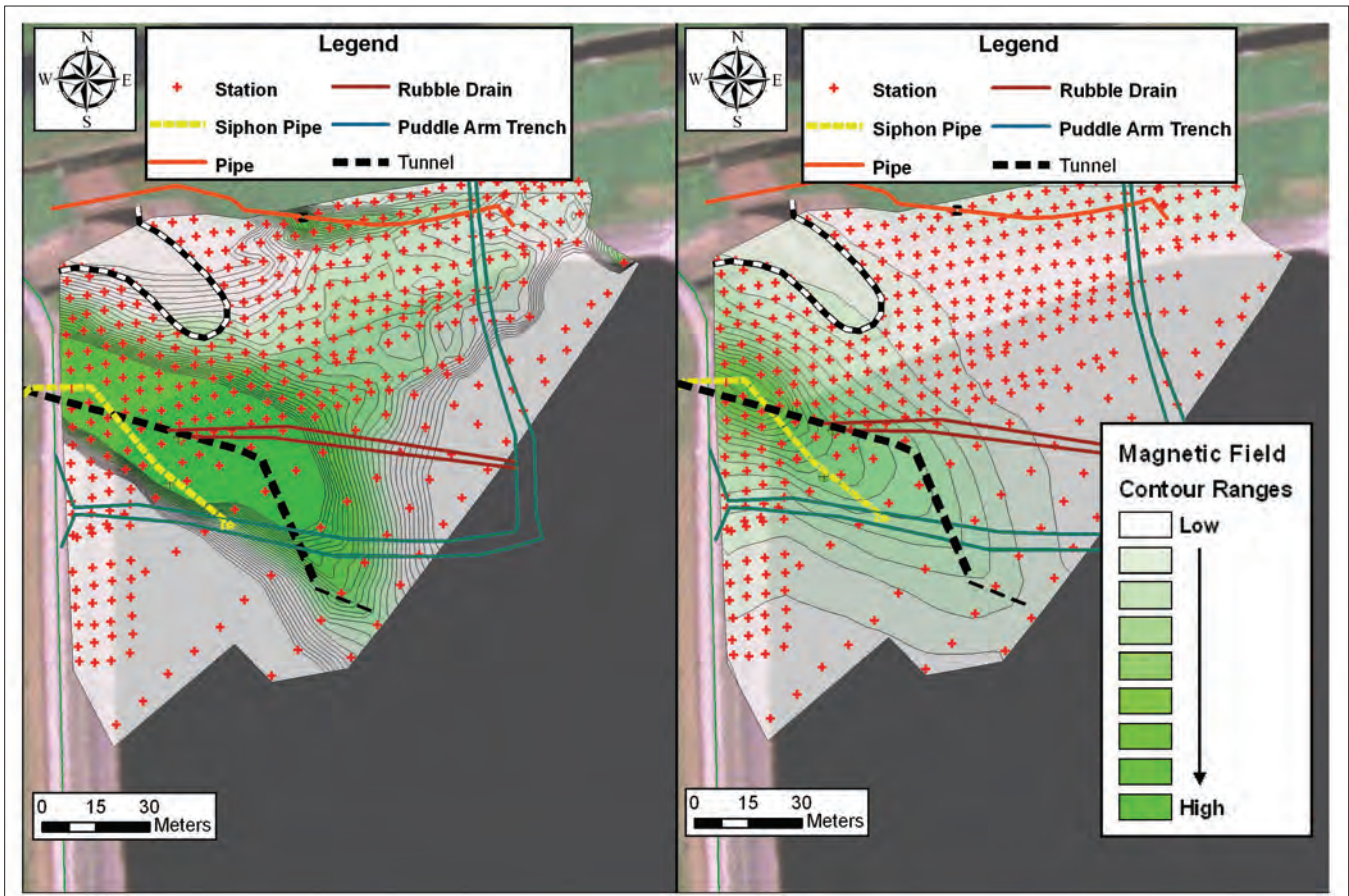 N
W E
S
Legend
Station Rubble Drain
Siphon Pipe Puddle Arm Trench
Pipe Tunnel
0 15 30
Meters
N
W E
S
Legend
Station Rubble Drain
Siphon Pipe Puddle Arm Trench
Pipe Tunnel
Magnetic Field
Contour Ranges
Low
High
0 15 30
Meters